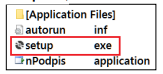 [Application Files]
autorun inf
setup exe
nPodpis application